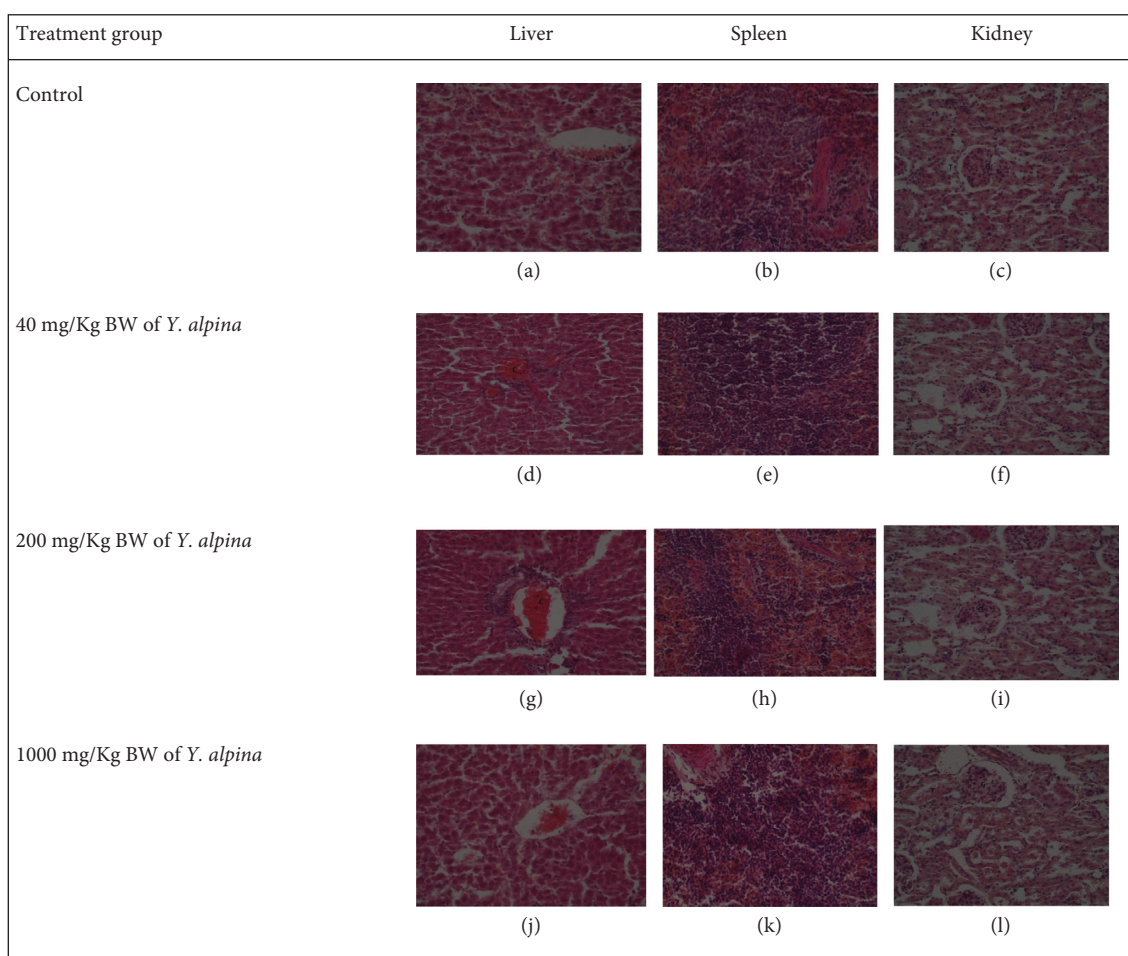 Treatment group Liver Spleen Kidney
Control
(a) (b) (c)
40 mg/Kg BW of Y. alpina
(d) (e) (f)
200 mg/Kg BW of Y. alpina
(g) (h) (i)
1000 mg/Kg BW of Y. alpina
(j) (k) (l)